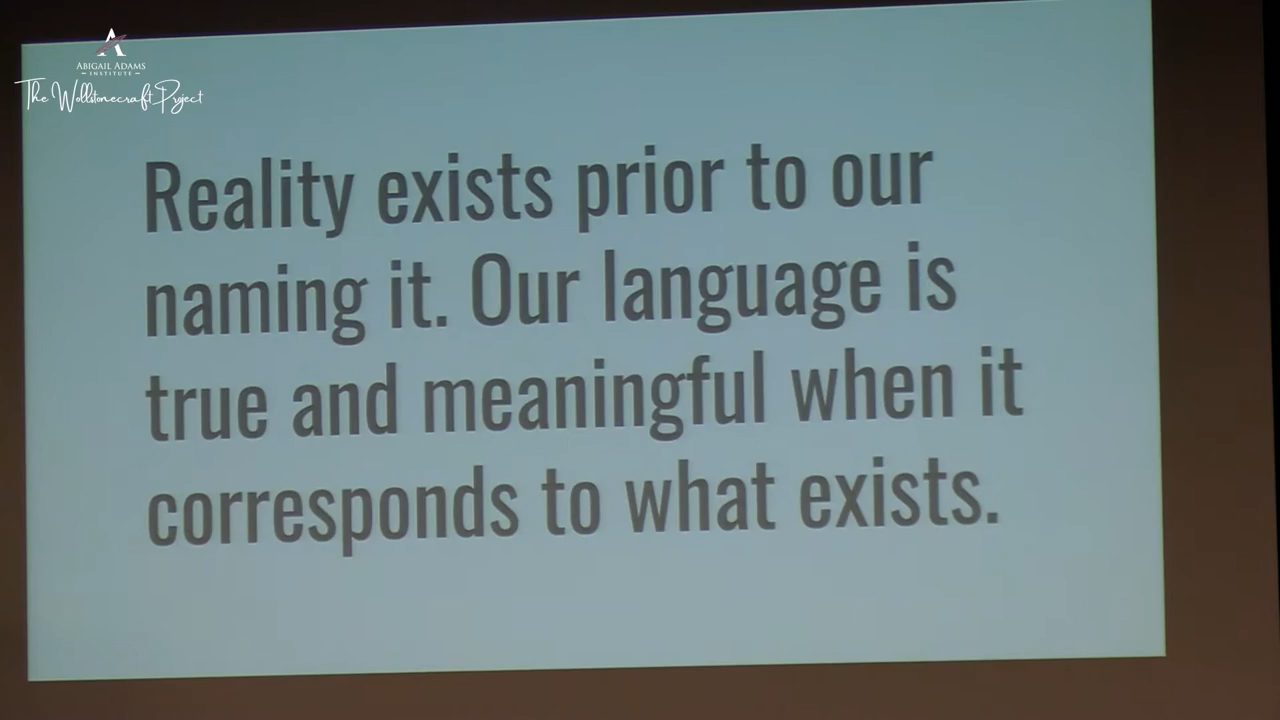 ABIGAIL ADAMS
INSTITUTE
The Wollstonecraft Project
Reality exists prior to our
naming it. Our language is
true and meaningful when it
corresponds to what exists.